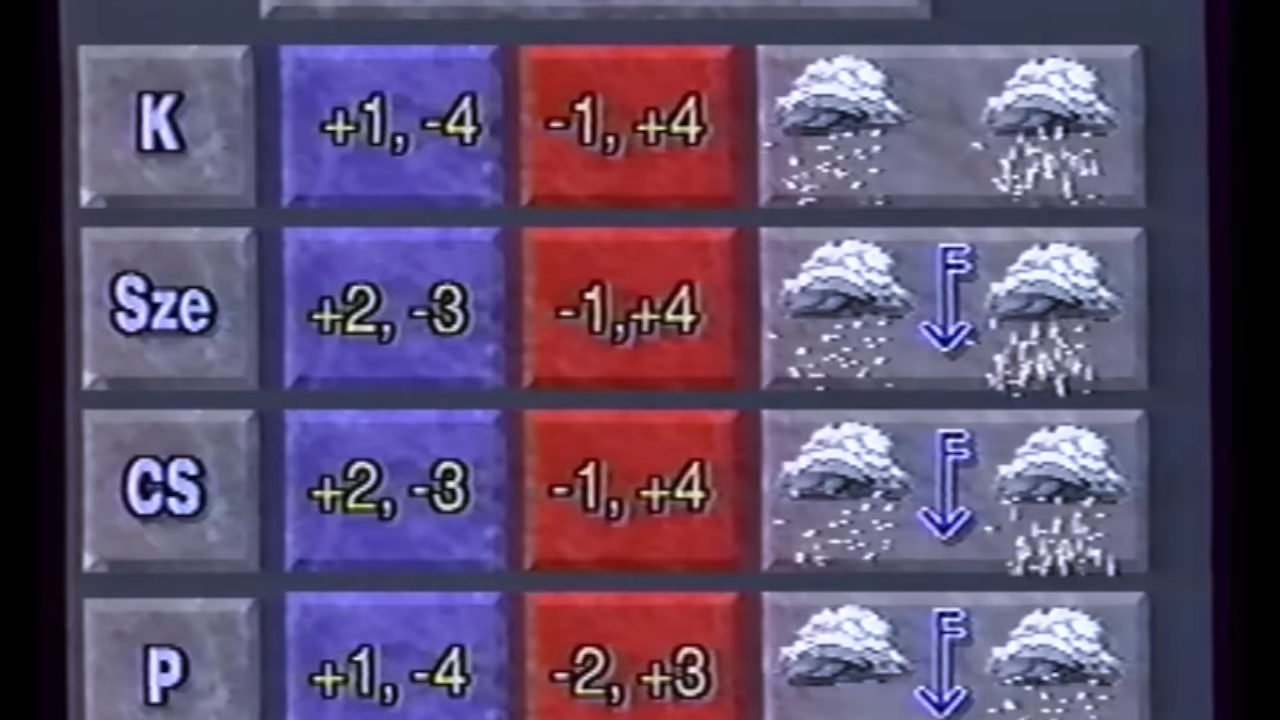 K +1, -4 -1, +4
Sze +2, -3 -1,+4
CS +2, -3 -1, +4
P +1, -4 -2, +3